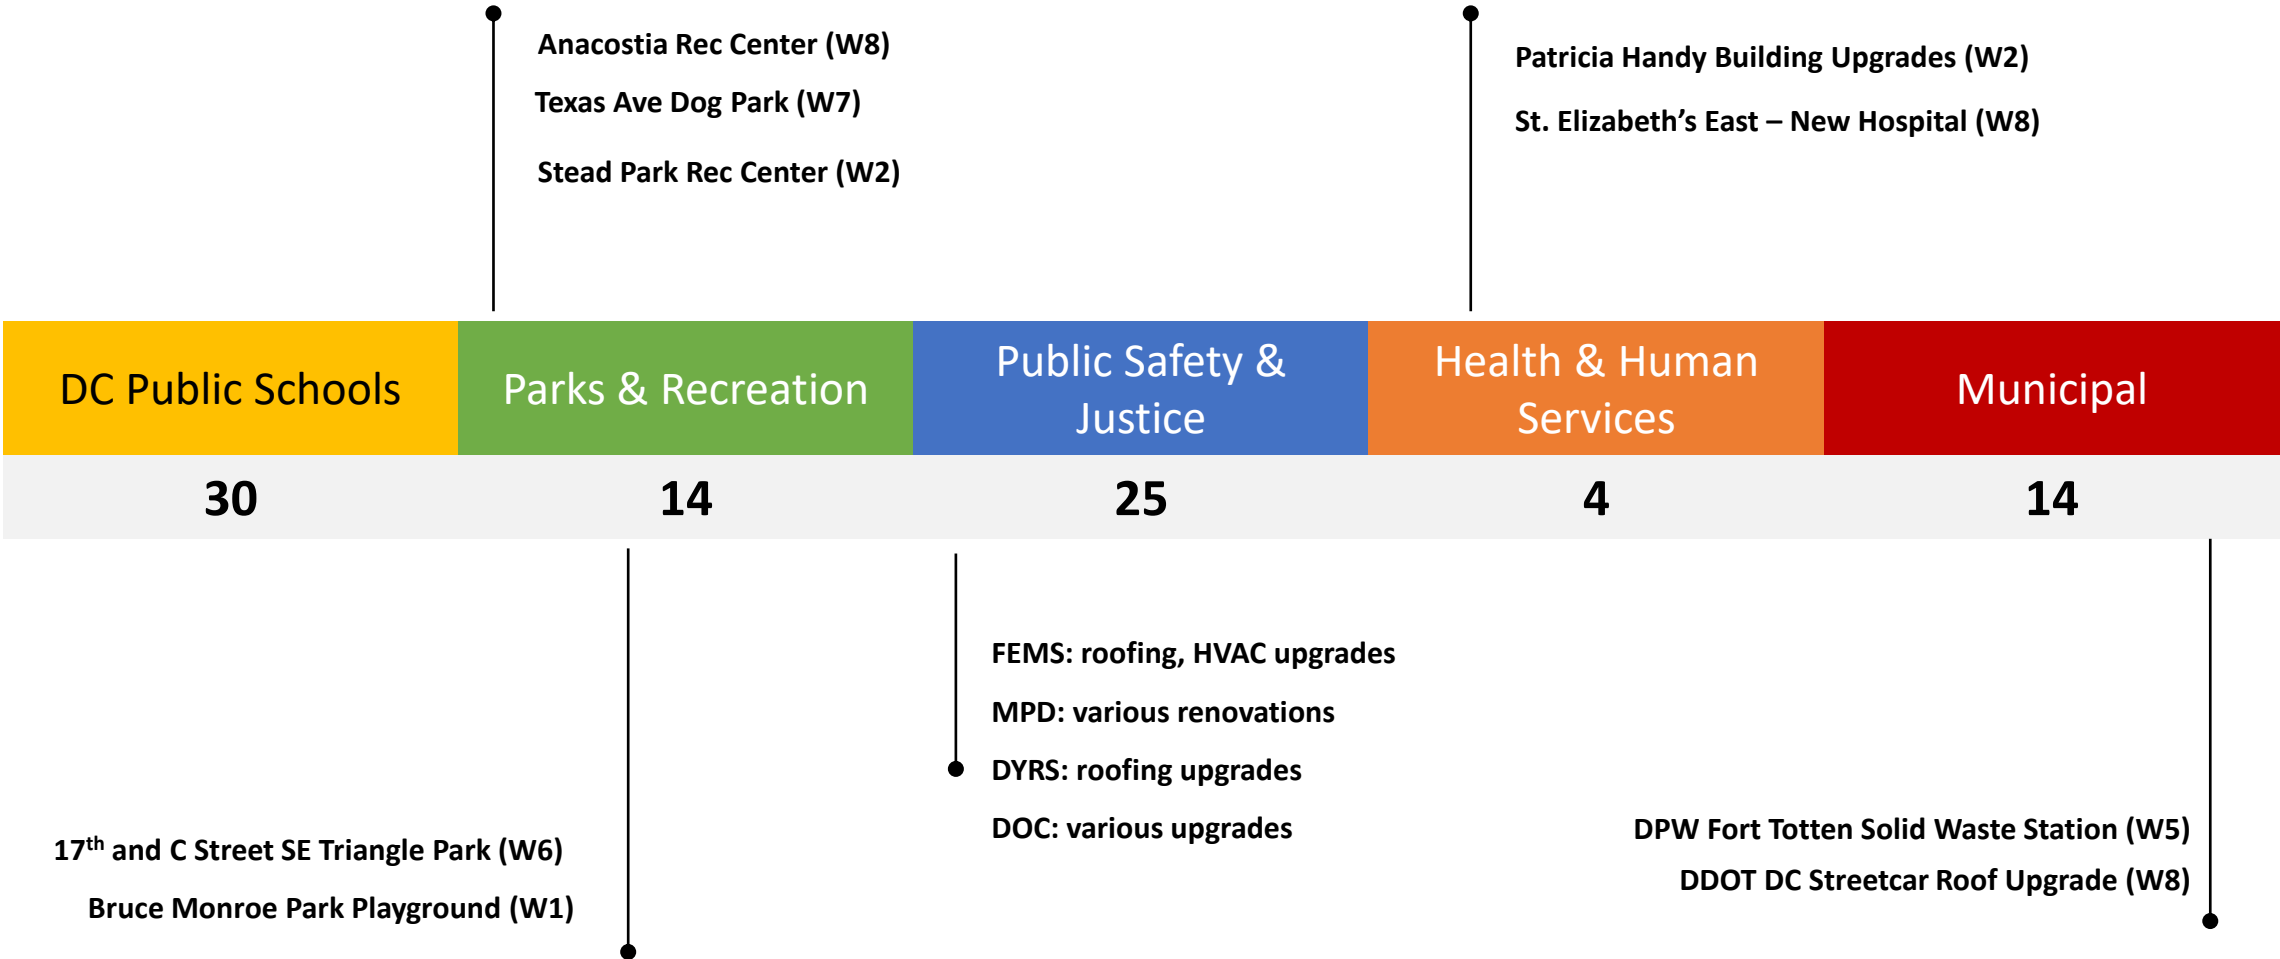 Anacostia Rec Center (W8)
Texas Ave Dog Park (W7)
Stead Park Rec Center (W2)
Patricia Handy Building Upgrades (W2)
St. Elizabeth’s East – New Hospital (W8)
DC Public Schools
Parks & Recreation
Public Safety &
Justice
Health & Human
Services
Municipal
30
14
25
4
14
FEMS: roofing, HVAC upgrades
MPD: various renovations
DYRS: roofing upgrades
DOC: various upgrades
17th and C Street SE Triangle Park (W6)
Bruce Monroe Park Playground (W1)
DPW Fort Totten Solid Waste Station (W5)
DDOT DC Streetcar Roof Upgrade (W8)